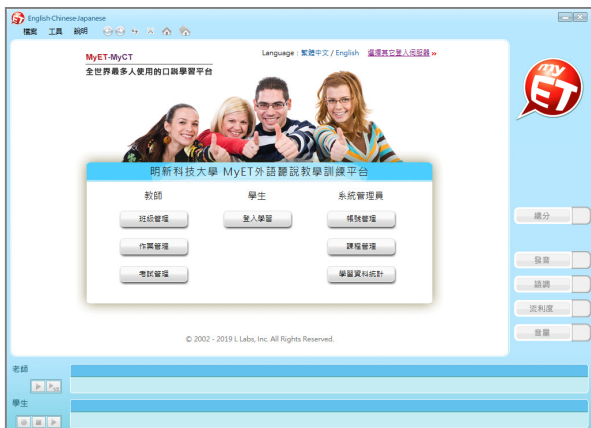 English Chinese Japanese
檔案 工具 說明
MyET-MyCT
全世界最多人使用的口說學習平台
Language : 繁體中文 / English 選擇其它登入伺服器 »
my
ET
明新科技大學 MyET外語聽說教學訓練平台
教師 學生 系統管理員
班級管理 登入學習 帳號管理
作業管理 課程管理
考試管理 學習資料統計
© 2002 - 2019 L Labs, Inc. All Rights Reserved.
總分
發音
語調
流利度
音量
老師
學生